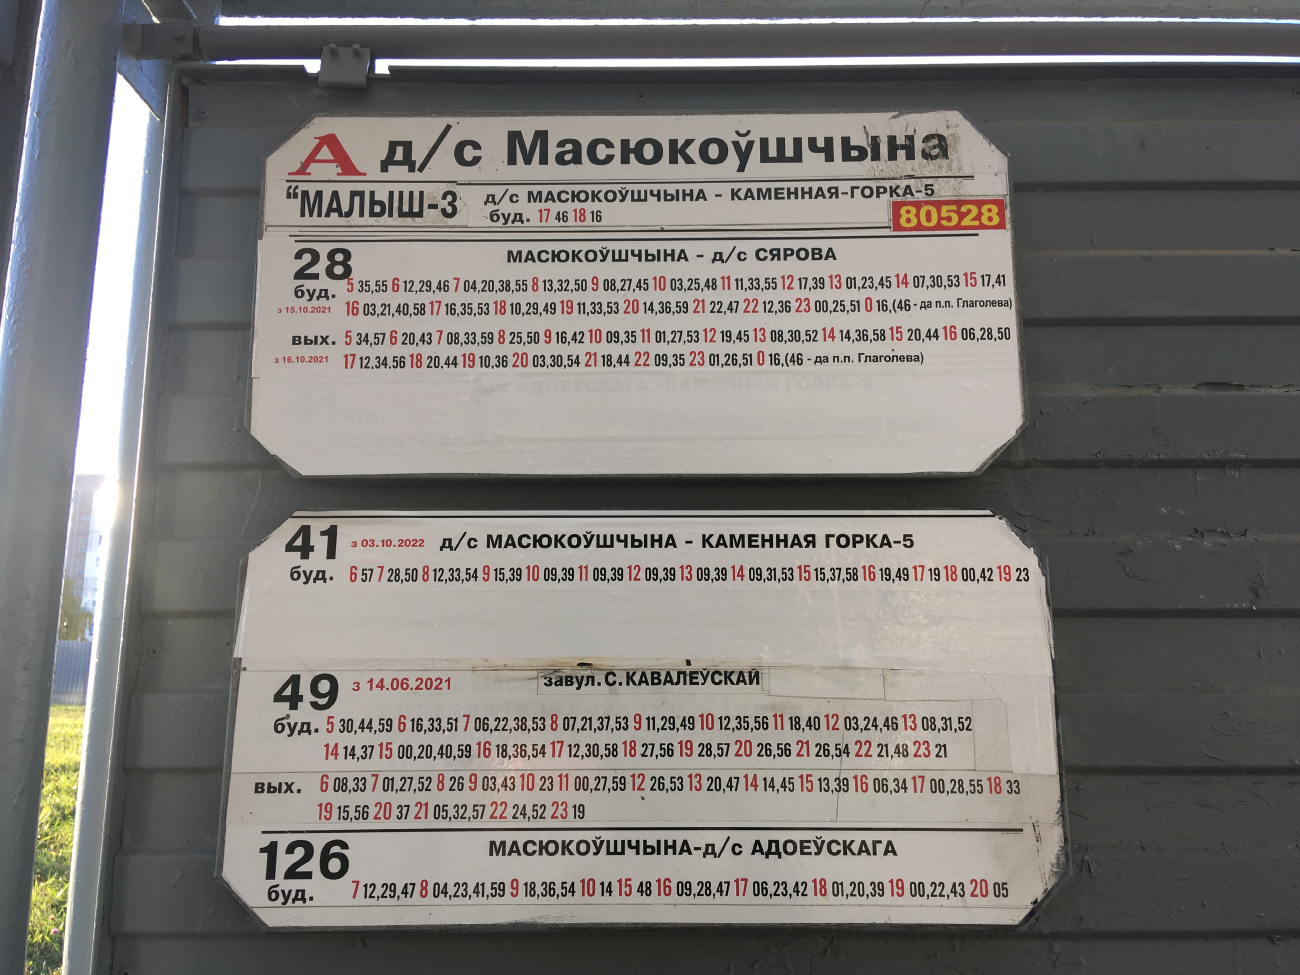 А д/с Масюкоўшчына
“МАЛЫШ-3 д/с МАСЮКОЎШЧЫНА - КАМЕННАЯ-ГОРКА-5
буд. 17 46 18 16 80528
28 МАСЮКОЎШЧЫНА - д/с СЯРОВА
буд. 5 35,55 6 12,29,46 7 04,20,38,55 8 13,32,50 9 08,27,45 10 03,25,48 11 11,33,55 12 17,39 13 01,23,45 14 07,30,53 15 17,41
з 15.10.2021 16 03,21,40,58 17 16,35,53 18 10,29,49 19 11,33,53 20 14,36,59 21 22,47 22 12,36 23 00,25,51 0 16,(46 - да п.п. Глаголева)
вых. 5 34,57 6 20,43 7 08,33,59 8 25,50 9 16,42 10 09,35 11 01,27,53 12 19,45 13 08,30,52 14 14,36,58 15 20,44 16 06,28,50
з 16.10.2021 17 12.34.56 18 20.44 19 10,36 20 03,30,54 21 18,44 22 09,35 23 01,26,51 0 16,(46 - да п.п. Глаголева)
41 з 03.10.2022 д/с МАСЮКОЎШЧЫНА - КАМЕННАЯ ГОРКА-5
буд. 6 57 7 28,50 8 12,33,54 9 15,39 10 09,39 11 09,39 12 09,39 13 09,39 14 09,31,53 15 15,37,58 16 19,49 17 19 18 00,42 19 23
49 з 14.06.2021 завул.С.КАВАЛЕЎСКАЙ
буд. 5 30,44,59 6 16,33,51 7 06,22,38,53 8 07,21,37,53 9 11,29,49 10 12,35,56 11 18,40 12 03,24,46 13 08,31,52
14 14,37 15 00,20,40,59 16 18,36,54 17 12,30,58 18 27,56 19 28,57 20 26,56 21 26,54 22 21,48 23 21
вых. 6 08,33 7 01,27,52 8 26 9 03,43 10 23 11 00,27,59 12 26,53 13 20,47 14 14,45 15 13,39 16 06,34 17 00,28,55 18 33
19 15,56 20 37 21 05,32,57 22 24,52 23 19
126 МАСЮКОЎШЧЫНА-д/с АДОЕЎСКАГА
буд. 7 12,29,47 8 04,23,41,59 9 18,36,54 10 14 15 48 16 09,28,47 17 06,23,42 18 01,20,39 19 00,22,43 20 05